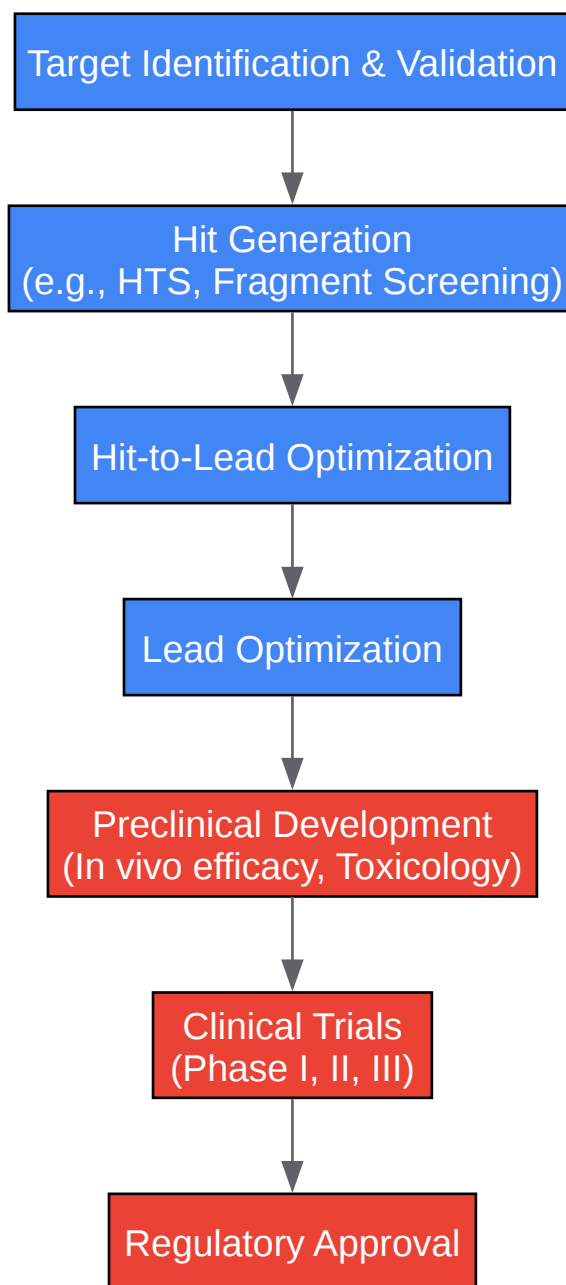 Target Identification & Validation
Hit Generation
(e.g., HTS, Fragment Screening)
Hit-to-Lead Optimization
Lead Optimization
Preclinical Development
(In vivo efficacy, Toxicology)
Clinical Trials
(Phase I, II, III)
Regulatory Approval